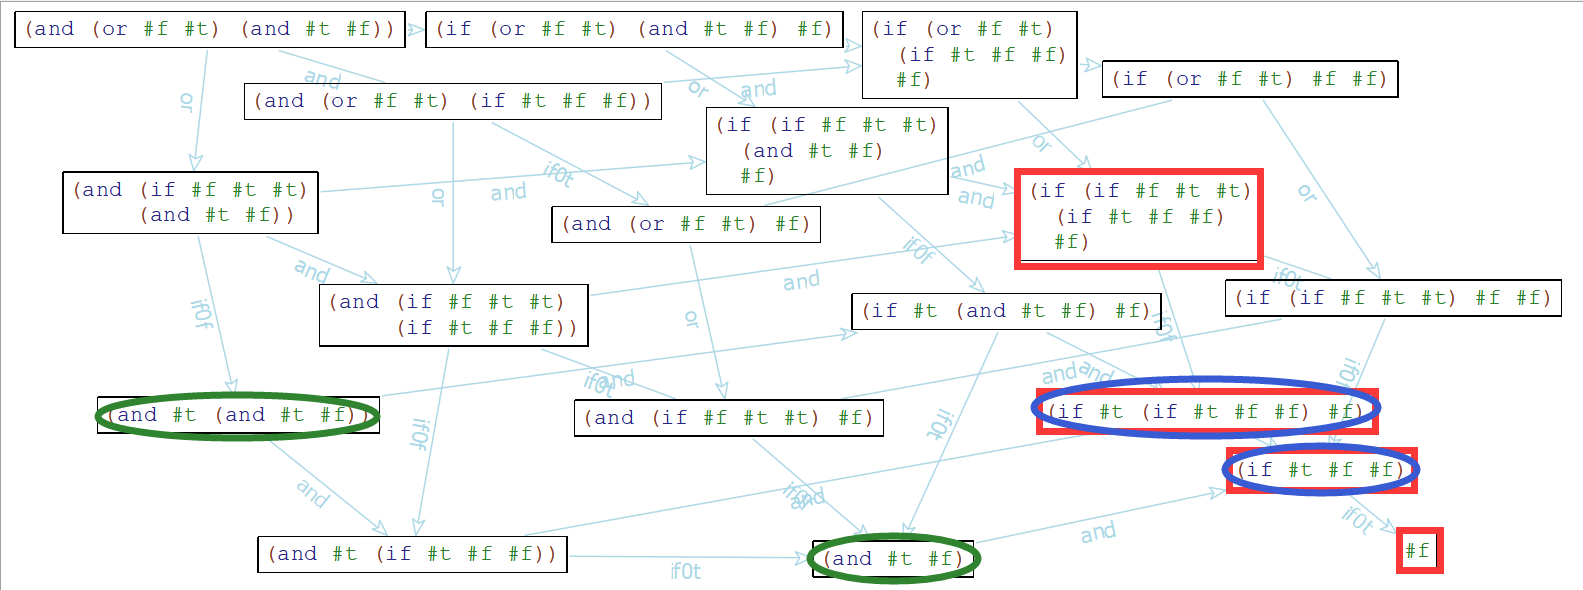 (and (or #f #t) (and #t #f))
(if (or #f #t) (and #t #f) #f)
(if (or #f #t)
(if #t #f #f)
#f)
(if (or #f #t) #f #f)
and
or
(and (or #f #t) (if #t #f #f))
or
and
(if (if #f #t #t)
(and #t #f)
#f)
or
(and (if #f #t #t)
(and #t #f))
and
or
if0t
and
and
(if (if #f #t #t)
(if #t #f #f)
#f)
or
(and (or #f #t) #f)
if0f
and
and
if0t
(if (if #f #t #t) #f #f)
(and (if #f #t #t)
(if #t #f #f))
if0f
or
(if #t (and #t #f) #f)
if0f
if0t
and
and
and
if0t
(and #t (and #t #f))
if0f
(and (if #f #t #t) #f)
if0t
(if #t (if #t #f #f) #f)
(if #t #f #f)
and
and
if0t
(and #t (if #t #f #f))
if0t
(and #t #f)
and
#f